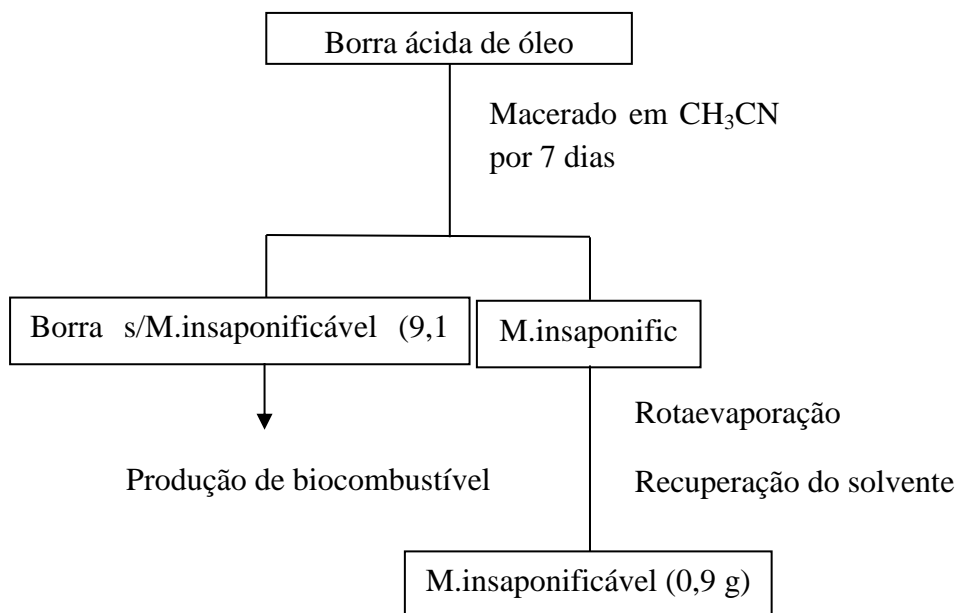 Borra ácida de óleo
Macerado em CH₃CN
por 7 dias
Borra s/M.insaponificável (9,1
M.insaponific
Rotaevaporação
Produção de biocombustível
Recuperação do solvente
M.insaponificável (0,9 g)